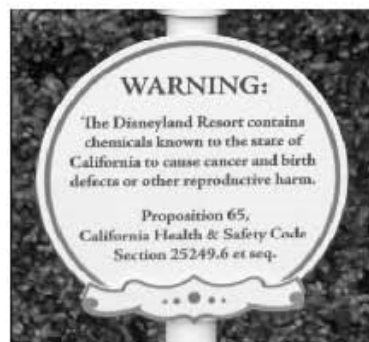 WARNING:
The Disneyland Resort contains
chemicals known to the state of
California to cause cancer and birth
defects or other reproductive harm.
Proposition 65,
California Health & Safety Code
Section 25249.6 et seq.